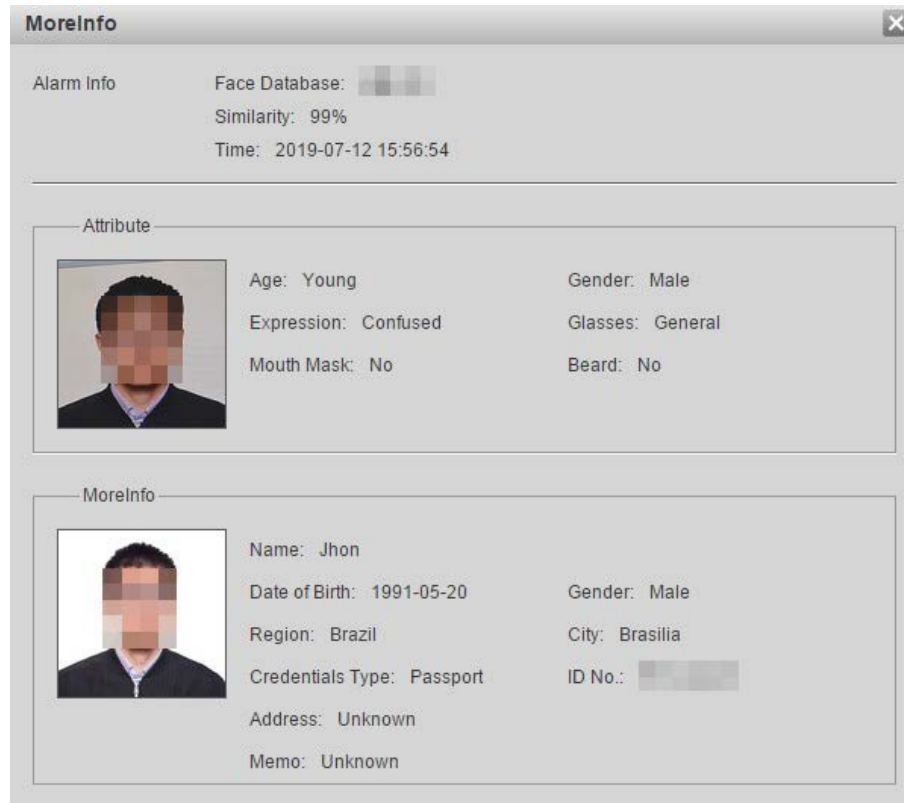 MoreInfo
Alarm Info
Face Database:
Similarity: 99%
Time: 2019-07-12 15:56:54
Attribute
Age: Young Gender: Male
Expression: Confused Glasses: General
Mouth Mask: No Beard: No
MoreInfo
Name: Jhon
Date of Birth: 1991-05-20 Gender: Male
Region: Brazil City: Brasilia
Credentials Type: Passport ID No.:
Address: Unknown
Memo: Unknown